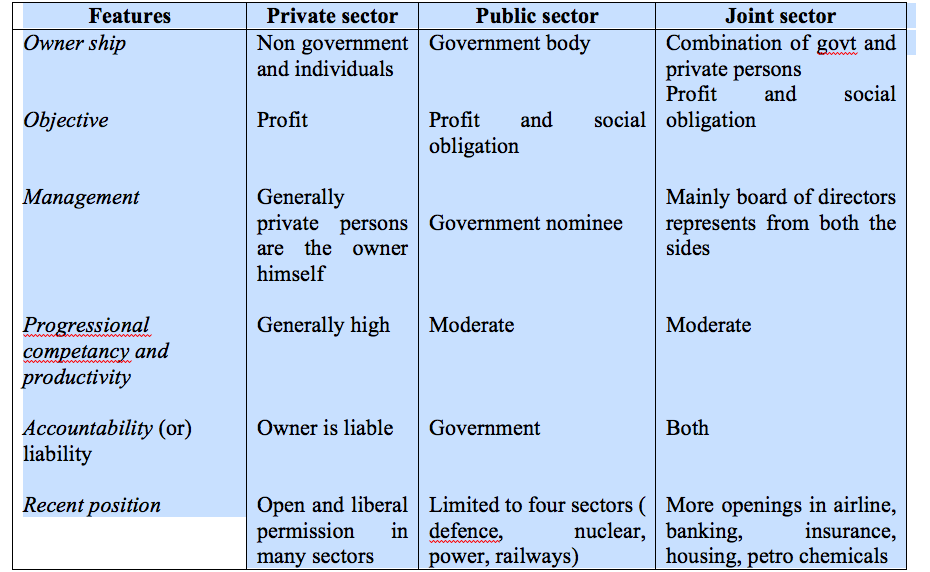 Features Private sector Public sector Joint sector
Owner ship
Non government
and individuals
Government body
Combination of govt and
private persons
Profit and social
obligation
Objective
Profit
Profit and social
obligation
Management
Generally
private persons
are the owner
himself
Government nominee
Mainly board of directors
represents from both the
sides
Progressional
competancy and
productivity
Generally high
Moderate
Moderate
Accountability (or)
liability
Owner is liable
Government
Both
Recent position
Open and liberal
permission in
many sectors
Limited to four sectors (
defence, nuclear,
power, railways)
More openings in airline,
banking, insurance,
housing, petro chemicals